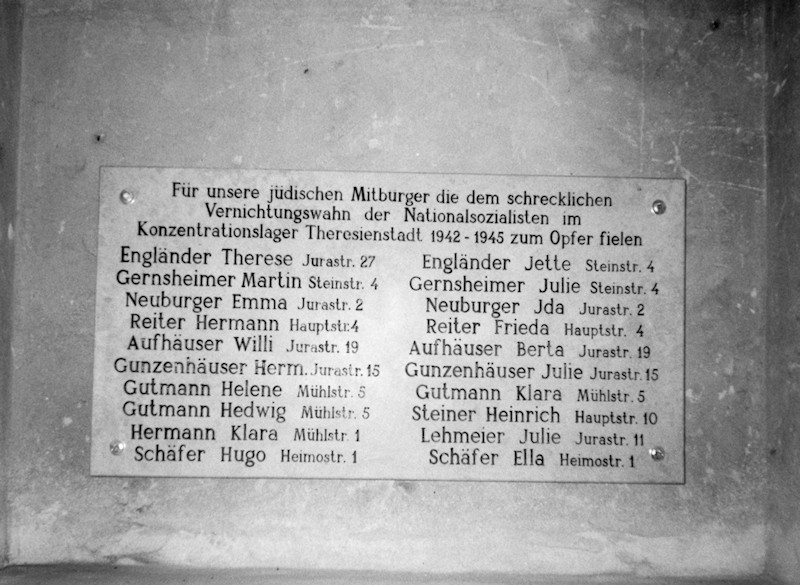 Für unsere jüdischen Mitburger die dem schrecklichen
Vernichtungswahn der Nationalsozialisten im
Konzentrationslager Theresienstadt 1942 - 1945 zum Opfer fielen
Engländer Therese Jurastr. 27 Engländer Jette Steinstr. 4
Gernsheimer Martin Steinstr. 4 Gernsheimer Julie Steinstr. 4
Neuburger Emma Jurastr. 2 Neuburger Jda Jurastr. 2
Reiter Hermann Hauptstr. 4 Reiter Frieda Hauptstr. 4
Aufhäuser Willi Jurastr. 19 Aufhäuser Berta Jurastr. 19
Gunzenhäuser Herm. Jurastr. 15 Gunzenhäuser Julie Jurastr. 15
Gutmann Helene Mühlstr. 5 Gutmann Klara Mühlstr. 5
Gutmann Hedwig Mühlstr. 5 Steiner Heinrich Hauptstr. 10
Hermann Klara Mühlstr. 1 Lehmeier Julie Jurastr. 11
Schäfer Hugo Heimostr. 1 Schäfer Ella Heimostr. 1